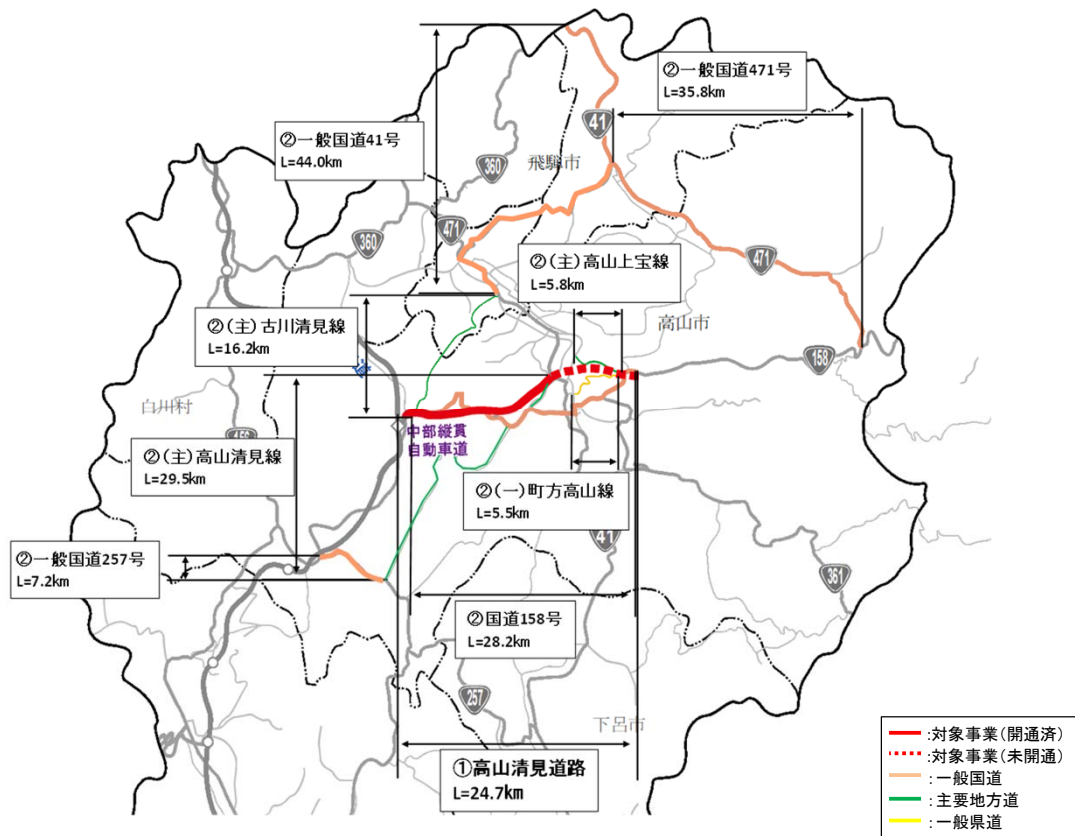 ②一般国道471号
L=35.8km
41
②一般国道41号
L=44.0km
360
飛騨市
471
360
②(主)高山上宝線
L=5.8km
471
高山市
②(主)古川清見線
L=16.2km
158
白川村
中部縦貫
自動車道
②(主)高山清見線
L=29.5km
②(一)町方高山線
L=5.5km
41
②一般国道257号
L=7.2km
361
②国道158号
L=28.2km
257
下呂市
①高山清見道路
L=24.7km
:対象事業(開通済)
:対象事業(未開通)
:一般国道
:主要地方道
:一般県道